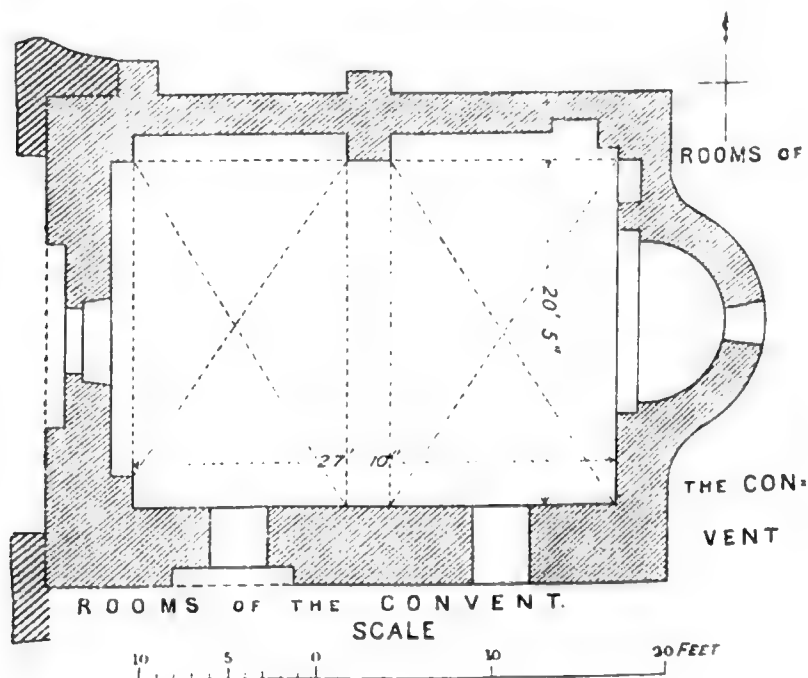 ROOMS OF
20' 5"
27' 10"
THE CON=
VENT
ROOMS OF THE CONVENT.
SCALE
10 5 0 10 20 FEET